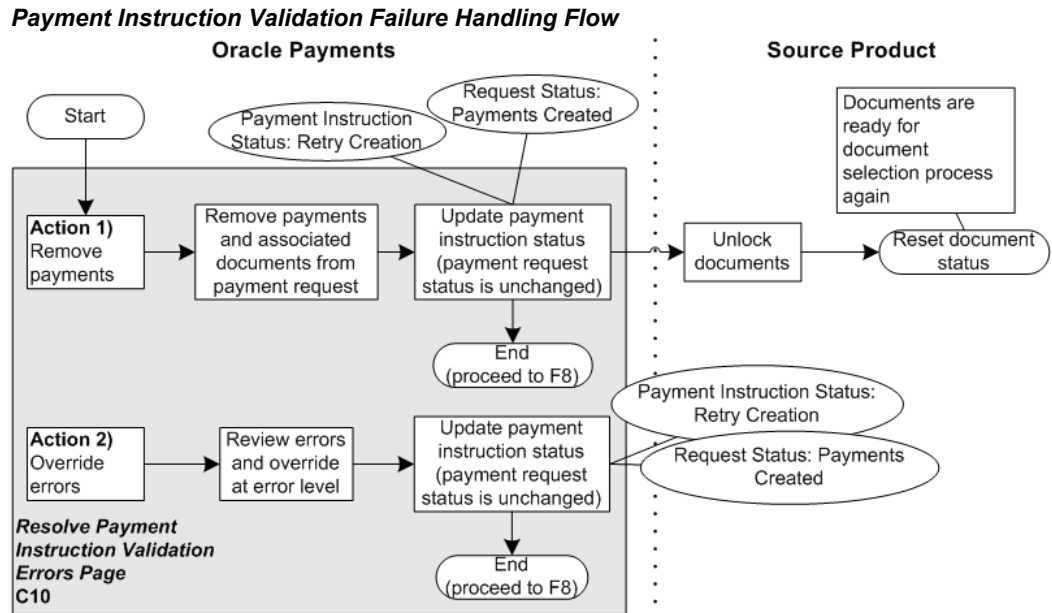 Payment Instruction Validation Failure Handling Flow
Oracle Payments
Source Product
Start
Payment Instruction
Status: Retry Creation
Request Status:
Payments Created
Documents are
ready for
document
selection process
again
Action 1)
Remove
payments
Remove payments
and associated
documents from
payment request
Update payment
instruction status
(payment request
status is unchanged)
Unlock
documents
Reset document
status
End
(proceed to F8)
Payment Instruction Status:
Retry Creation
Request Status: Payments
Created
Action 2)
Override
errors
Review errors
and override
at error level
Update payment
instruction status
(payment request
status is unchanged)
End
(proceed to F8)
Resolve Payment
Instruction Validation
Errors Page
C10